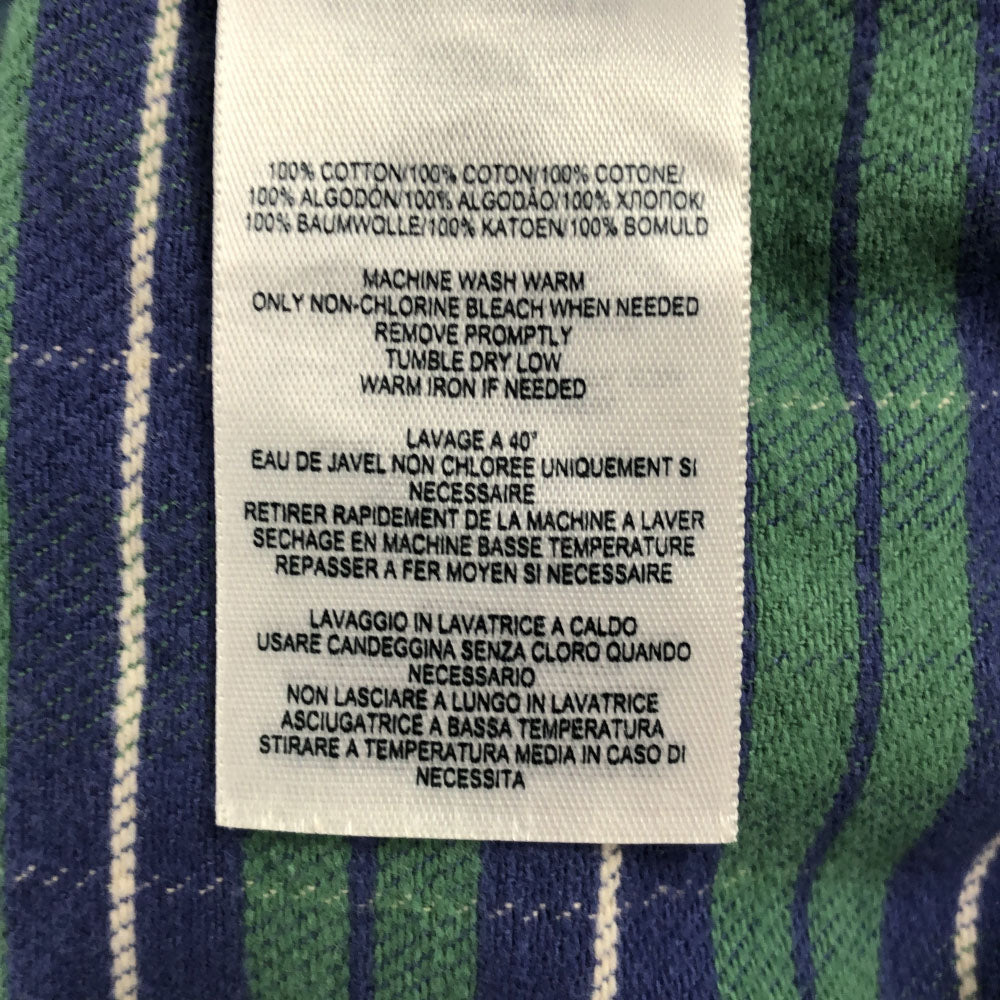 100% COTTON/100% COTON/100% COTONE/
100% ALGODÓN/100% ALGODÃO/100% ХЛОПОК/
100% BAUMWOLLE/100% KATOEN/100% BOMULD
MACHINE WASH WARM
ONLY NON-CHLORINE BLEACH WHEN NEEDED
REMOVE PROMPTLY
TUMBLE DRY LOW
WARM IRON IF NEEDED
LAVAGE A 40°
EAU DE JAVEL NON CHLOREE UNIQUEMENT SI
NECESSAIRE
RETIRER RAPIDEMENT DE LA MACHINE A LAVER
SECHAGE EN MACHINE BASSE TEMPERATURE
REPASSER A FER MOYEN SI NECESSAIRE
LAVAGGIO IN LAVATRICE A CALDO
USARE CANDEGGINA SENZA CLORO QUANDO
NECESSARIO
NON LASCIARE A LUNGO IN LAVATRICE
ASCIUGATRICE A BASSA TEMPERATURA
STIRARE A TEMPERATURA MEDIA IN CASO DI
NECESSITA